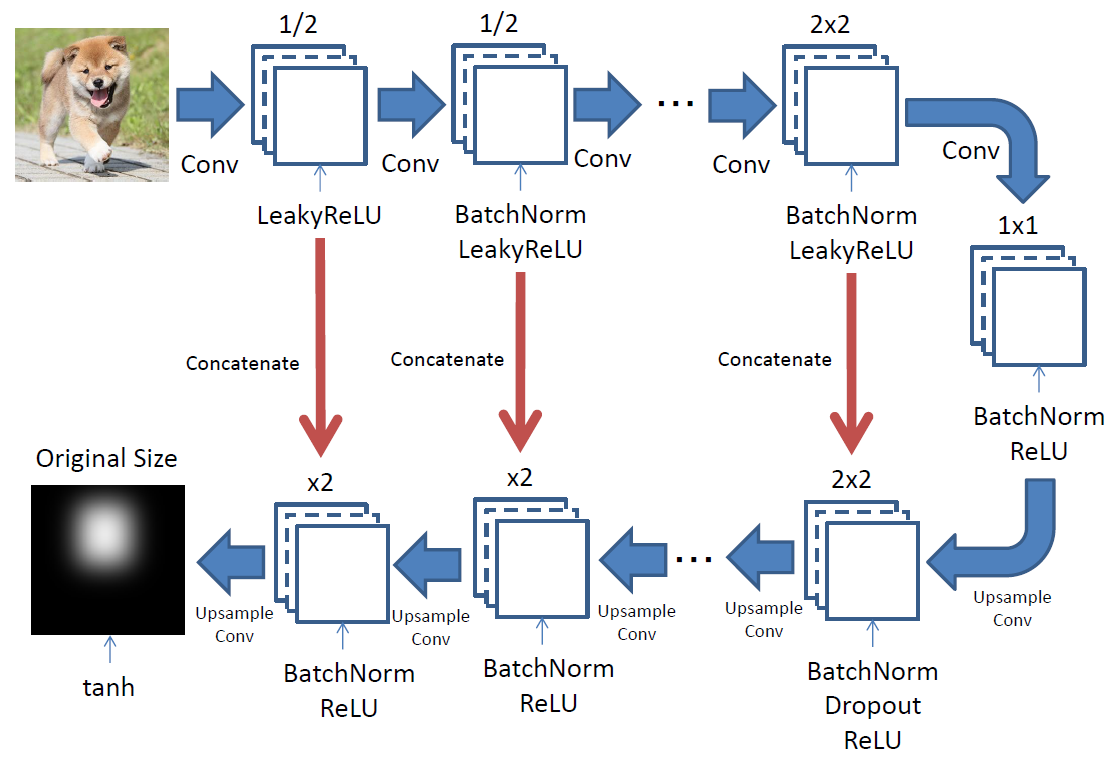 1/2
1/2
2x2
Conv
Conv
Conv
...
Conv
Conv
LeakyReLU
BatchNorm
LeakyReLU
BatchNorm
LeakyReLU
1x1
Concatenate
Concatenate
Concatenate
BatchNorm
ReLU
Original Size
x2
x2
2x2
...
Upsample
Conv
Upsample
Conv
Upsample
Conv
Upsample
Conv
Upsample
Conv
tanh
BatchNorm
ReLU
BatchNorm
ReLU
BatchNorm
Dropout
ReLU